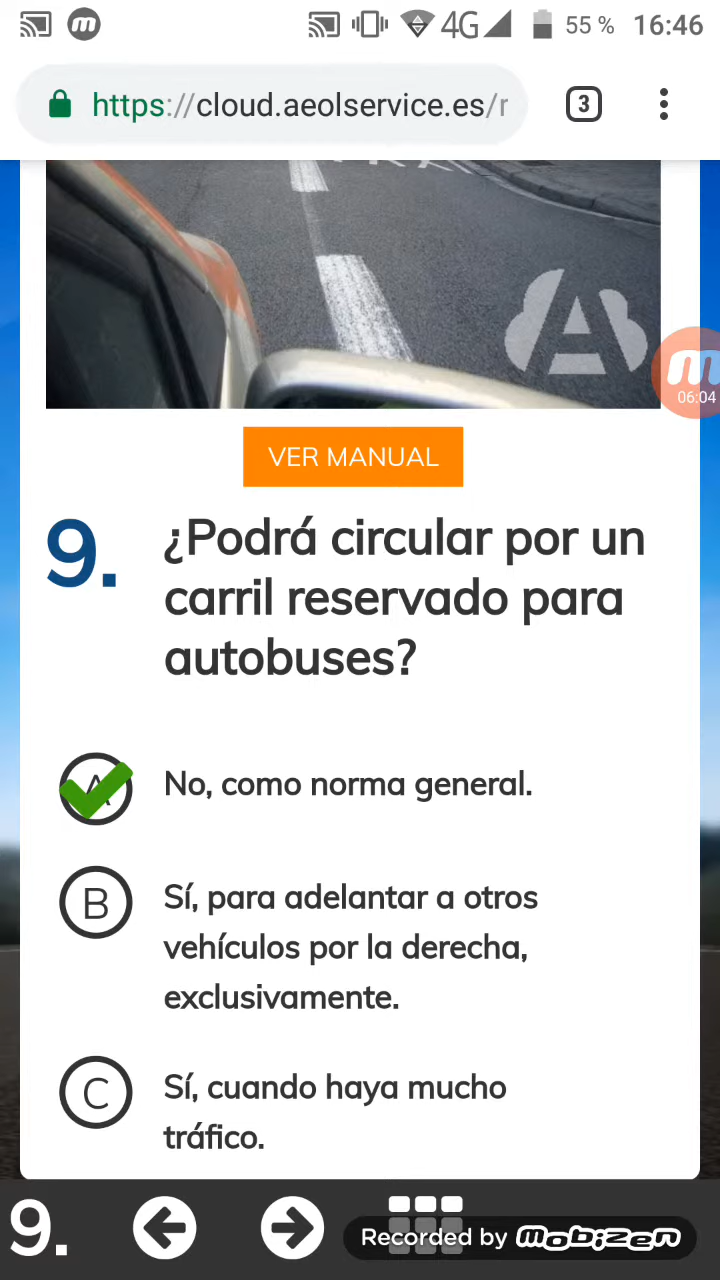 m 4G 55 % 16:46
https://cloud.aeolservice.es/r 3
m
06:04
VER MANUAL
9. ¿Podrá circular por un
carril reservado para
autobuses?
No, como norma general.
B Sí, para adelantar a otros
vehículos por la derecha,
exclusivamente.
C Sí, cuando haya mucho
tráfico.
9.
Recorded by mobizen